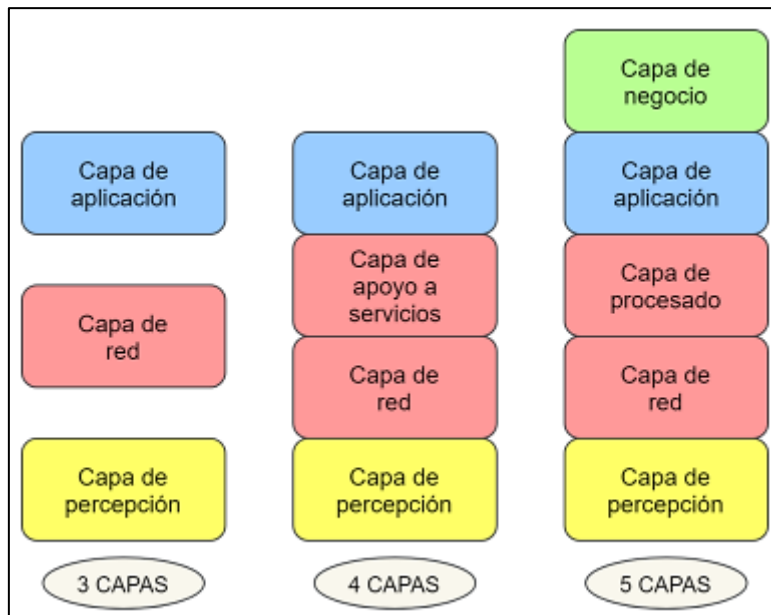 Capa de
aplicación
Capa de
red
Capa de
percepción
3 CAPAS
Capa de
aplicación
Capa de
apoyo a
servicios
Capa de
red
Capa de
percepción
4 CAPAS
Capa de
negocio
Capa de
aplicación
Capa de
procesado
Capa de
red
Capa de
percepción
5 CAPAS